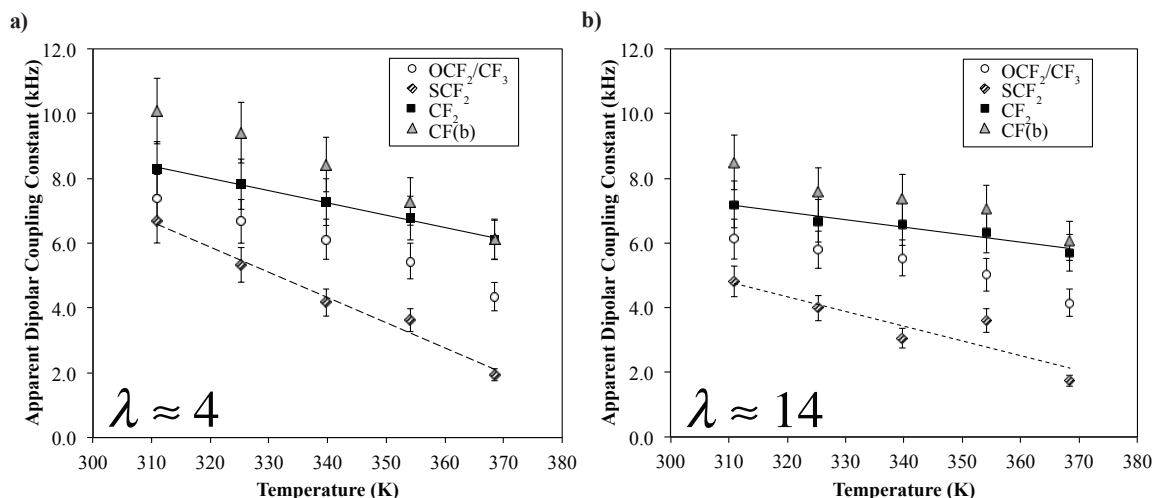 a)
Apparent Dipolar Coupling Constant (kHz)
12.0
10.0
8.0
6.0
4.0
2.0
0.0
OCF₂/CF₃
SCF₂
CF₂
CF(b)
λ ≈ 4
300 310 320 330 340 350 360 370 380
Temperature (K)
b)
Apparent Dipolar Coupling Constant (kHz)
12.0
10.0
8.0
6.0
4.0
2.0
0.0
OCF₂/CF₃
SCF₂
CF₂
CF(b)
λ ≈ 14
300 310 320 330 340 350 360 370 380
Temperature (K)